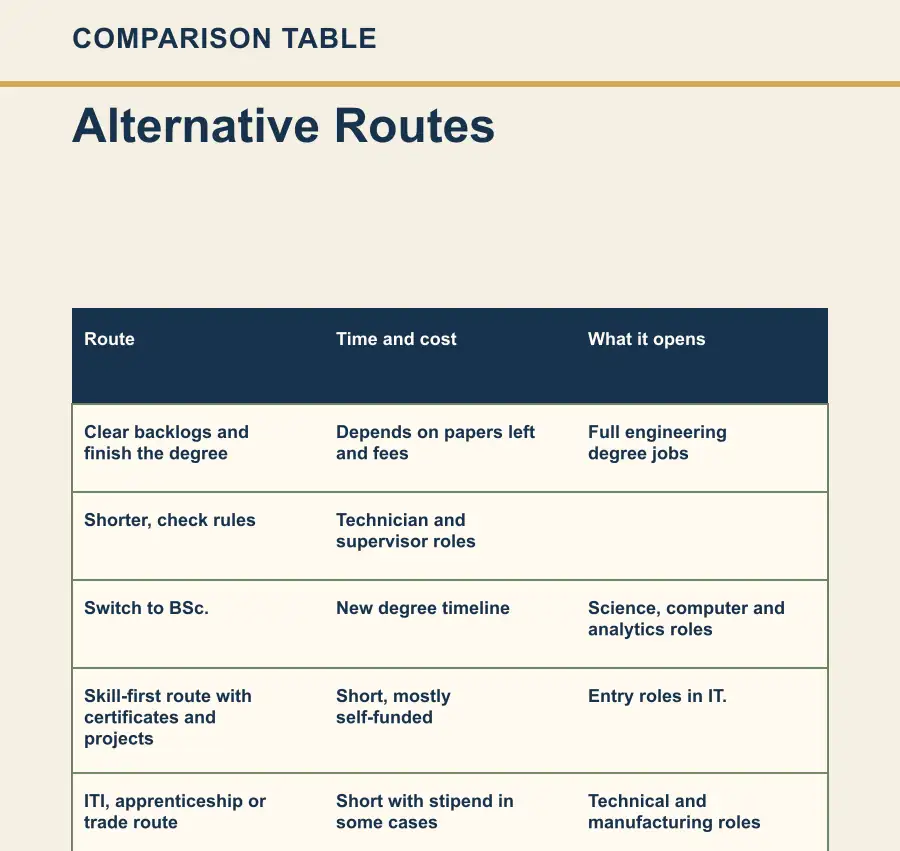 COMPARISON TABLE
Alternative Routes
Route
Time and cost
What it opens
Clear backlogs and
finish the degree
Depends on papers left
and fees
Full engineering
degree jobs
Shorter, check rules
Technician and
supervisor roles
Switch to BSc.
New degree timeline
Science, computer and
analytics roles
Skill-first route with
certificates and
projects
Short, mostly
self-funded
Entry roles in IT.
ITI, apprenticeship or
trade route
Short with stipend in
some cases
Technical and
manufacturing roles